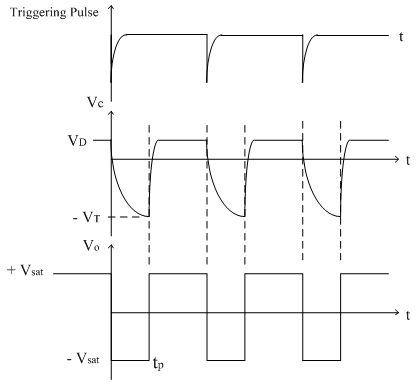 Triggering Pulse
t
Vc
VD
t
- VT
Vo
+ Vsat
t
- Vsat
tp